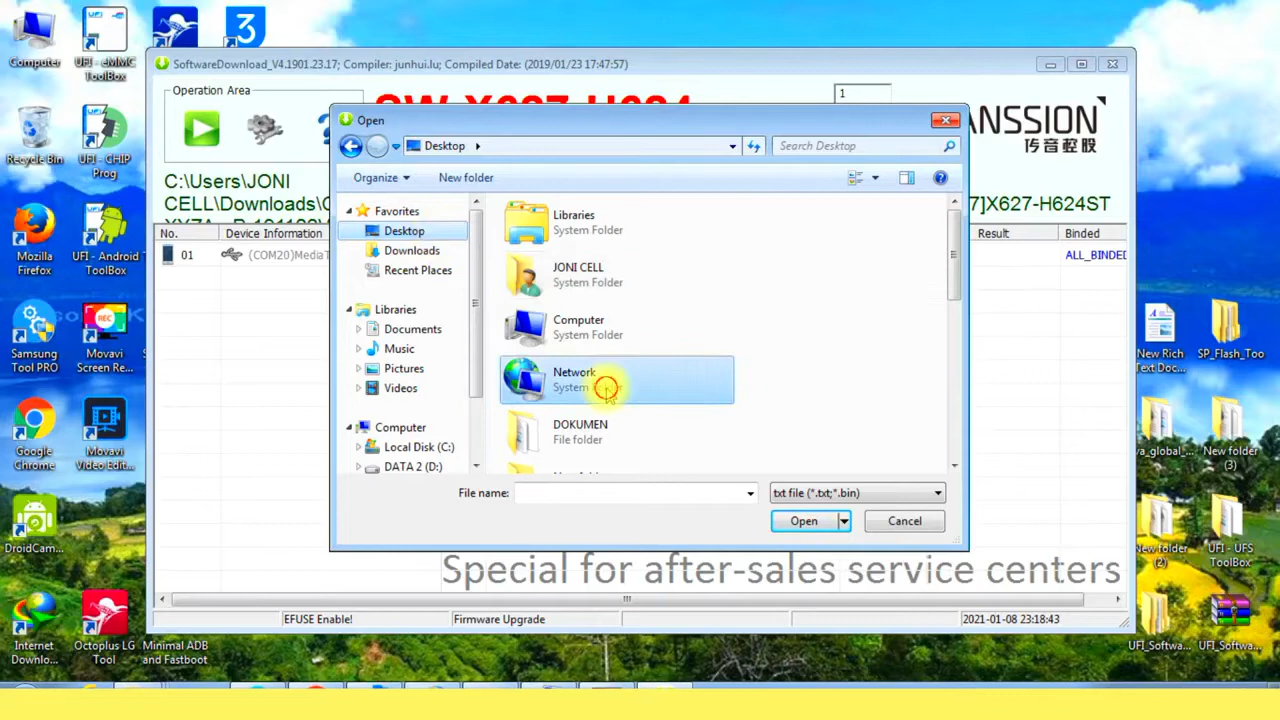 Computer
UFI - eMMC
ToolBox
Recycle Bin
UFI - CHIP
Prog
Mozilla
Firefox
UFI - Android
ToolBox
Samsung
Tool PRO
Movavi
Screen Re...
Google
Chrome
Movavi
Video Edit...
DroidCam...
Internet
Downlo...
Octoplus LG
Tool
Minimal ADB
and Fastboot
SoftwareDownload_V4.1901.23.17; Compiler: junhui.lu; Compiled Date: (2019/01/23 17:47:57)
Operation Area
SW-X627-H624
1
ANSSION
传音控股
C:\Users\JONI
CELL\Downloads\C
]X627-H624ST
No.
Device Information
Result
Binded
01
(COM20)MediaT
ALL_BINDED
Open
Desktop
Search Desktop
Organize
New folder
Favorites
Desktop
Downloads
Recent Places
Libraries
Documents
Music
Pictures
Videos
Computer
Local Disk (C:)
DATA 2 (D:)
Libraries
System Folder
JONI CELL
System Folder
Computer
System Folder
Network
System
DOKUMEN
File folder
File name:
txt file (*.txt;*.bin)
Open
Cancel
Special for after-sales service centers
EFUSE Enable!
Firmware Upgrade
2021-01-08 23:18:43
New Rich
Text Doc...
SP_Flash_Too
va_global_...
New folder
(3)
New folder
(2)
UFI - UFS
ToolBox
UFI_Softwa...
UFI_Softwa...